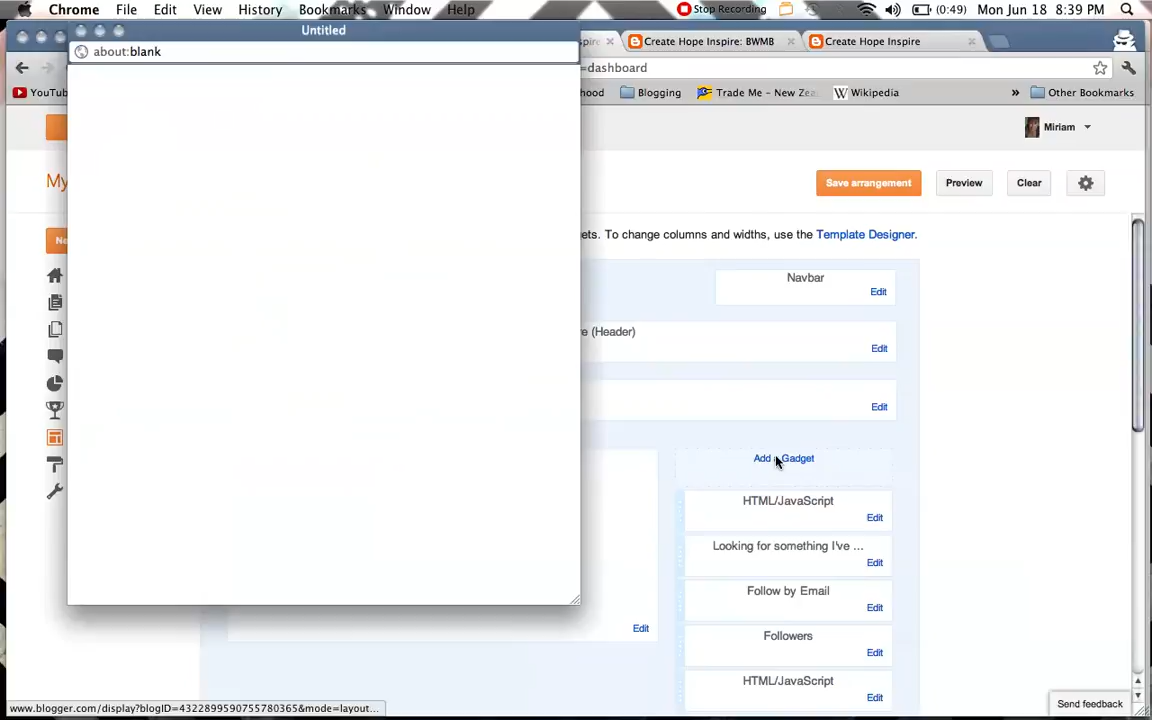 Chrome File Edit View History Bookmarks Window Help Stop Recording (0:49) Mon Jun 18 8:39 PM
Untitled
about:blank
Create Hope Inspire: BWMB
Create Hope Inspire
=dashboard
Blogging
Trade Me - New Zea
Wikipedia
» Other Bookmarks
Miriam
My
Save arrangement Preview Clear
To change columns and widths, use the Template Designer.
Navbar
Edit
(Header)
Edit
Edit
Add a Gadget
HTML/JavaScript
Edit
Looking for something I've ...
Edit
Follow by Email
Edit
Edit
Followers
Edit
HTML/JavaScript
Edit
www.blogger.com/display?blogID=4322899590755780365&mode=layout...
Send feedback